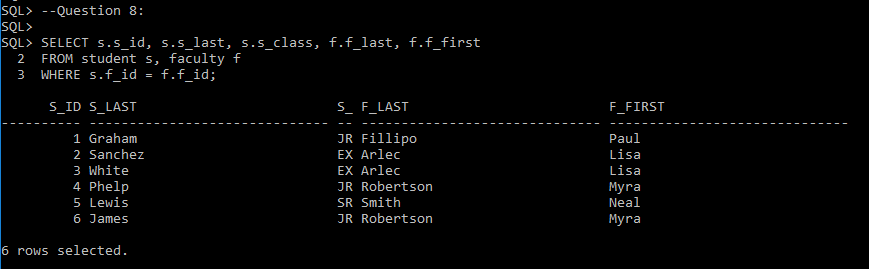 SQL> --Question 8:
SQL>
SQL> SELECT s.s_id, s.s_last, s.s_class, f.f_last, f.f_first
  2  FROM student s, faculty f
  3  WHERE s.f_id = f.f_id;

      S_ID S_LAST                         S_ F_LAST                         F_FIRST
---------- ------------------------------ -- ------------------------------ ------------------------------
         1 Graham                         JR Fillipo                        Paul
         2 Sanchez                        EX Arlec                          Lisa
         3 White                          EX Arlec                          Lisa
         4 Phelp                          JR Robertson                      Myra
         5 Lewis                          SR Smith                          Neal
         6 James                          JR Robertson                      Myra

6 rows selected.